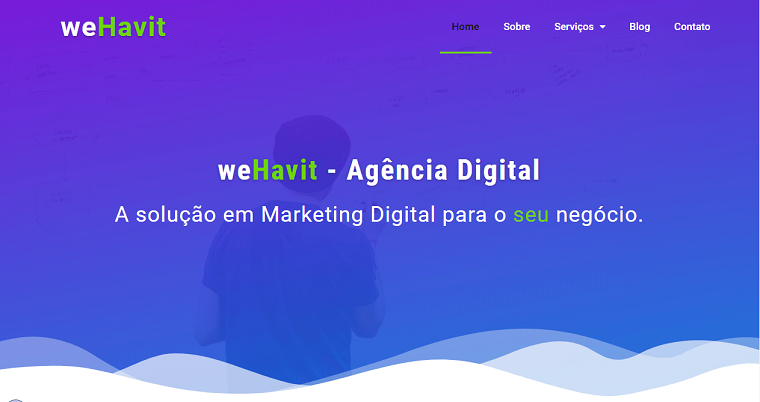 weHavit
Home Sobre Serviços Blog Contato
weHavit - Agência Digital
A solução em Marketing Digital para o seu negócio.